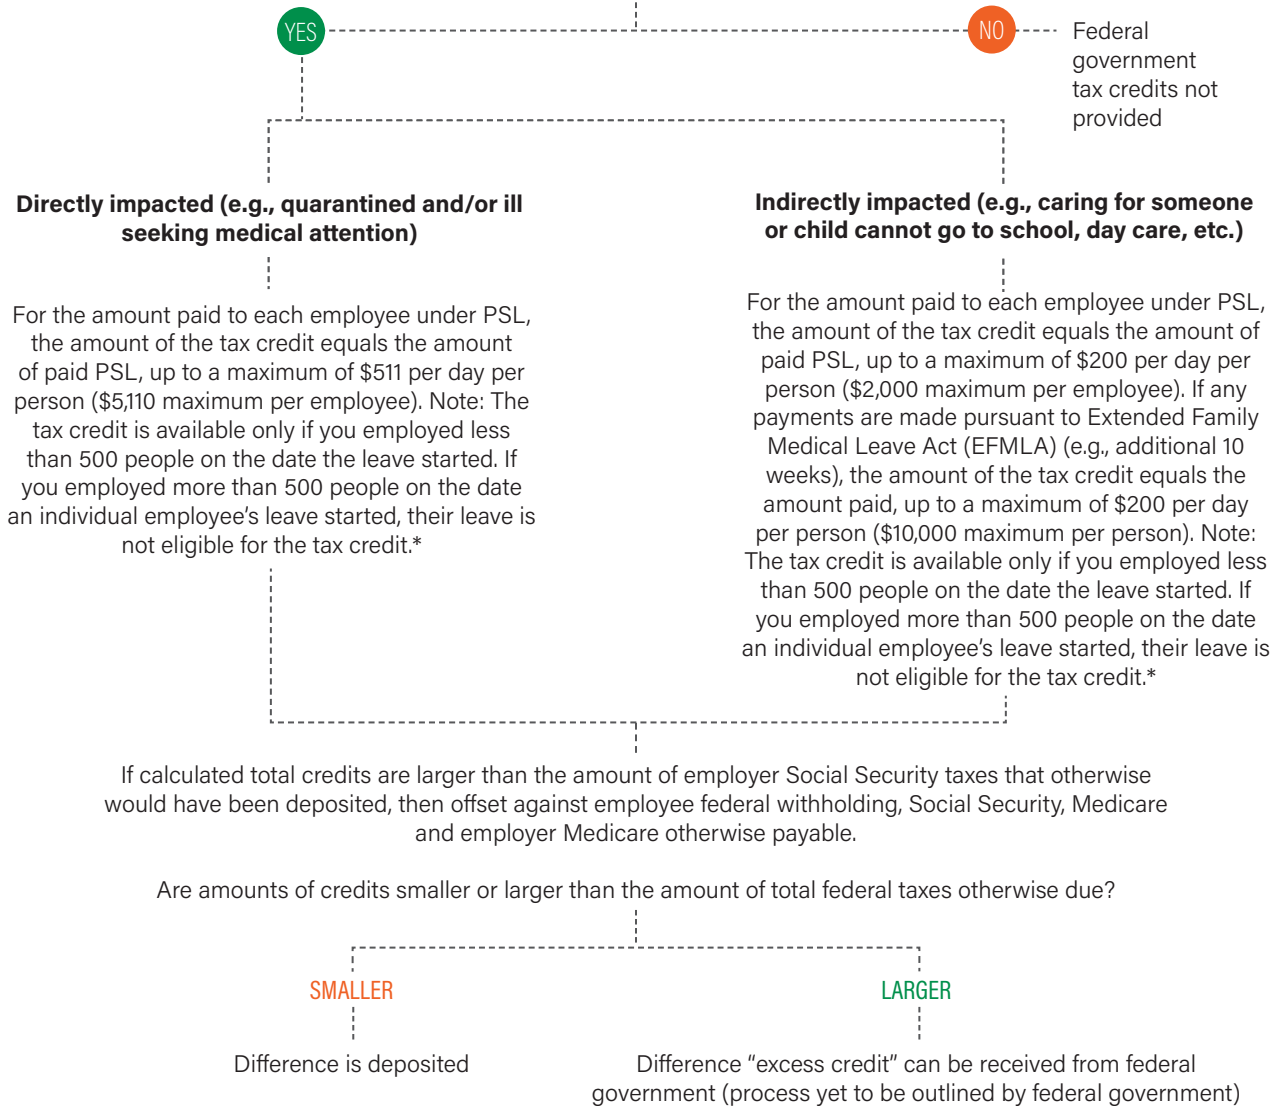 YES
NO
Federal
government
tax credits not
provided
Directly impacted (e.g., quarantined and/or ill
seeking medical attention)
For the amount paid to each employee under PSL,
the amount of the tax credit equals the amount
of paid PSL, up to a maximum of $511 per day per
person ($5,110 maximum per employee). Note: The
tax credit is available only if you employed less
than 500 people on the date the leave started. If
you employed more than 500 people on the date
an individual employee’s leave started, their leave is
not eligible for the tax credit.*
Indirectly impacted (e.g., caring for someone
or child cannot go to school, day care, etc.)
For the amount paid to each employee under PSL,
the amount of the tax credit equals the amount of
paid PSL, up to a maximum of $200 per day per
person ($2,000 maximum per employee). If any
payments are made pursuant to Extended Family
Medical Leave Act (EFMLA) (e.g., additional 10
weeks), the amount of the tax credit equals the
amount paid, up to a maximum of $200 per day
per person ($10,000 maximum per person). Note:
The tax credit is available only if you employed less
than 500 people on the date the leave started. If
you employed more than 500 people on the date
an individual employee’s leave started, their leave is
not eligible for the tax credit.*
If calculated total credits are larger than the amount of employer Social Security taxes that otherwise
would have been deposited, then offset against employee federal withholding, Social Security, Medicare
and employer Medicare otherwise payable.
Are amounts of credits smaller or larger than the amount of total federal taxes otherwise due?
SMALLER
LARGER
Difference is deposited
Difference “excess credit” can be received from federal
government (process yet to be outlined by federal government)